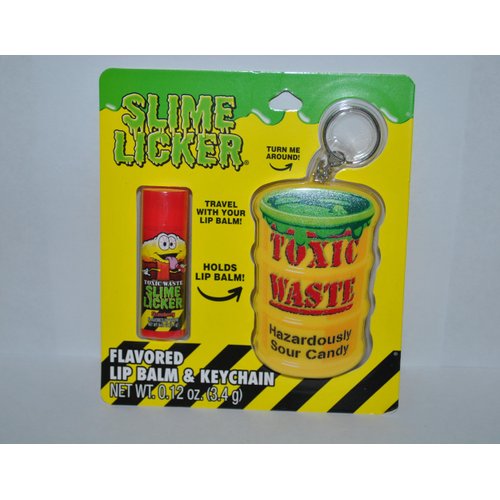 SLIME
LICKER®
TURN ME
AROUND!
TRAVEL
WITH YOUR
LIP BALM!
HOLDS
LIP BALM!
TOXIC WASTE
SLIME
LICKER
TOXIC
WASTE
Hazardously
Sour Candy
FLAVORED
LIP BALM & KEYCHAIN
NET WT. 0.12 oz. (3.4 g)